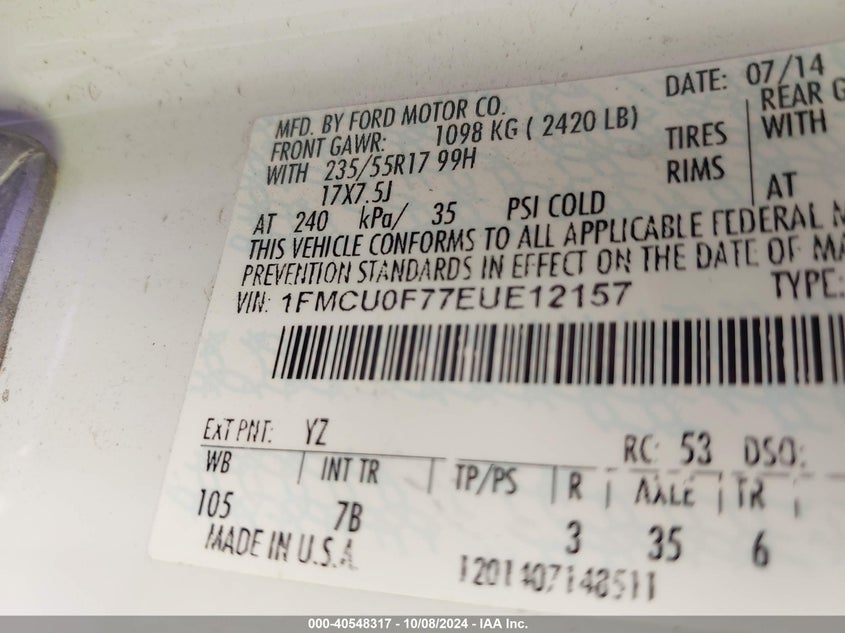 MFD. BY FORD MOTOR CO. DATE: 07/14
FRONT GAWR: 1098 KG ( 2420 LB) REAR G
WITH 235/55R17 99H TIRES WITH
17X7.5J RIMS
AT 240 kPa/ 35 PSI COLD AT
THIS VEHICLE CONFORMS TO ALL APPLICABLE FEDERAL
PREVENTION STANDARDS IN EFFECT ON THE DATE OF MA
VIN: 1FMCU0F77EUE12157 TYPE:
EXT PNT: YZ RC: 53 DSO:
WB INT TR TP/PS R AXLE TR
105 7B 3 35 6
MADE IN U.S.A. 1201407148511
000-40548317 - 10/08/2024 - IAA Inc.